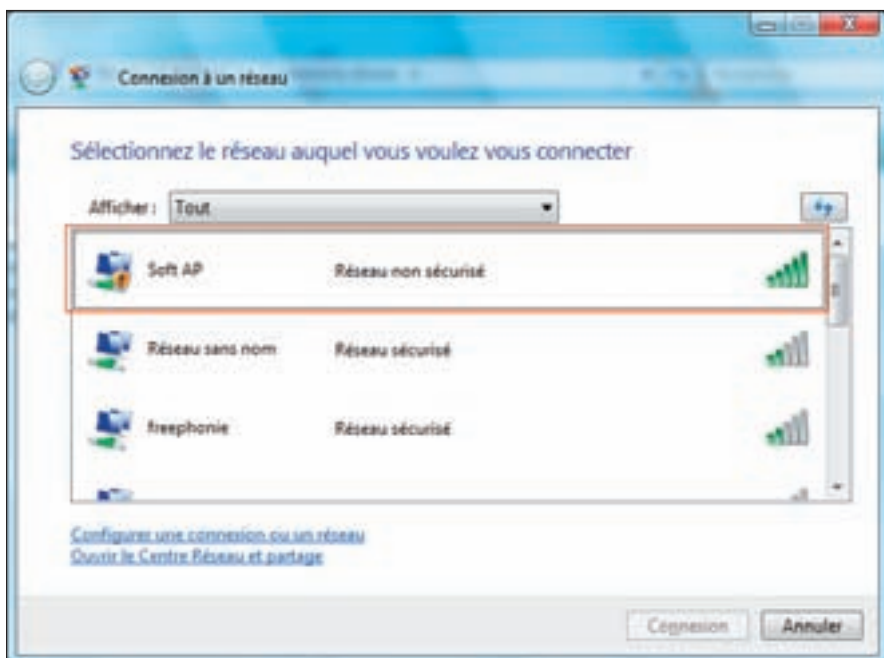 Connexion à un réseau
Sélectionnez le réseau auquel vous voulez vous connecter
Afficher : Tout
Soft AP Réseau non sécurisé
Réseau sans nom Réseau sécurisé
freephonie Réseau sécurisé
Configurer une connexion ou un réseau
Ouvrir le Centre Réseau et partage
Connexion Annuler